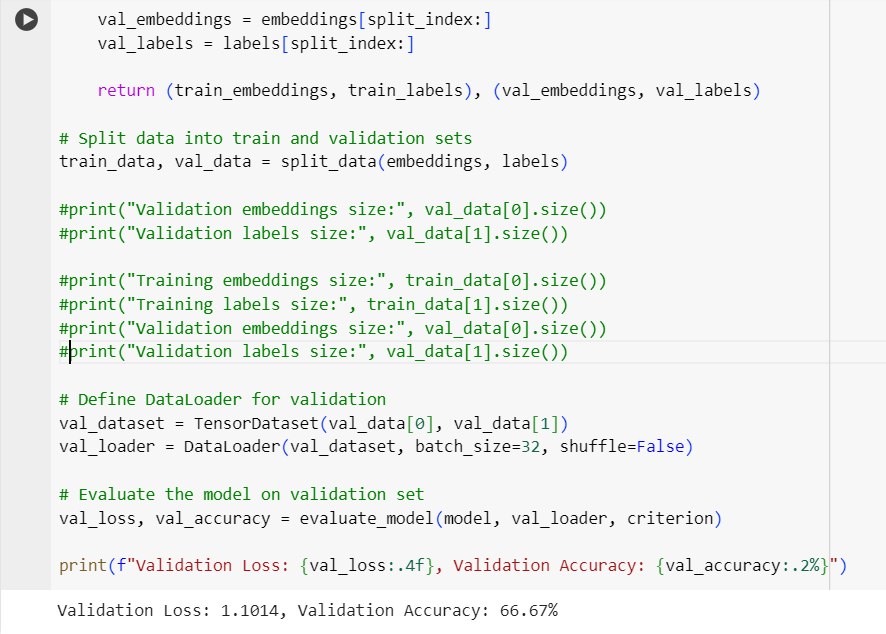 val_embeddings = embeddings[split_index:]
val_labels = labels[split_index:]
return (train_embeddings, train_labels), (val_embeddings, val_labels)
# Split data into train and validation sets
train_data, val_data = split_data(embeddings, labels)
#print("Validation embeddings size:", val_data[0].size())
#print("Validation labels size:", val_data[1].size())
#print("Training embeddings size:", train_data[0].size())
#print("Training labels size:", train_data[1].size())
#print("Validation embeddings size:", val_data[0].size())
#print("Validation labels size:", val_data[1].size())
# Define DataLoader for validation
val_dataset = TensorDataset(val_data[0], val_data[1])
val_loader = DataLoader(val_dataset, batch_size=32, shuffle=False)
# Evaluate the model on validation set
val_loss, val_accuracy = evaluate_model(model, val_loader, criterion)
print(f"Validation Loss: {val_loss:.4f}, Validation Accuracy: {val_accuracy:.2%}")
Validation Loss: 1.1014, Validation Accuracy: 66.67%